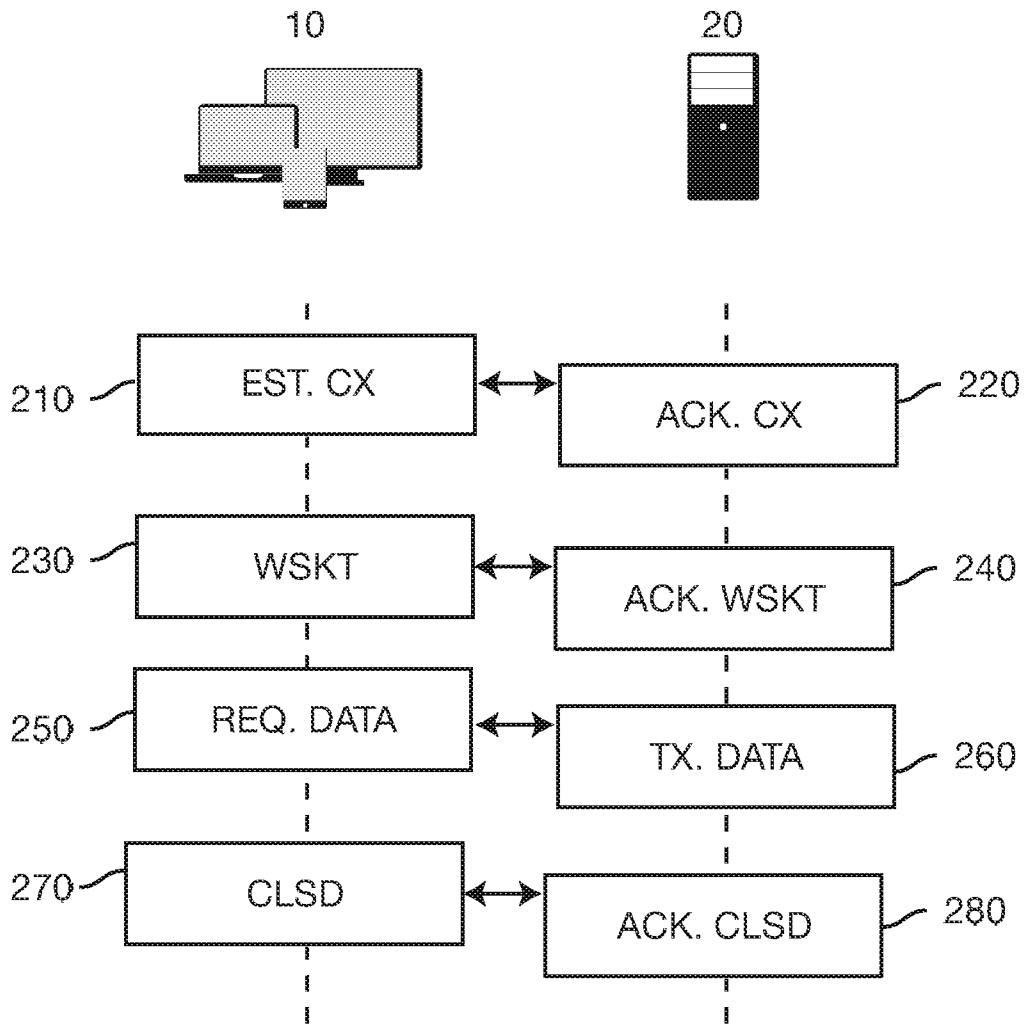 10
20
210
EST. CX
ACK. CX
220
230
WSKT
ACK. WSKT
240
250
REQ. DATA
TX. DATA
260
270
CLSD
ACK. CLSD
280